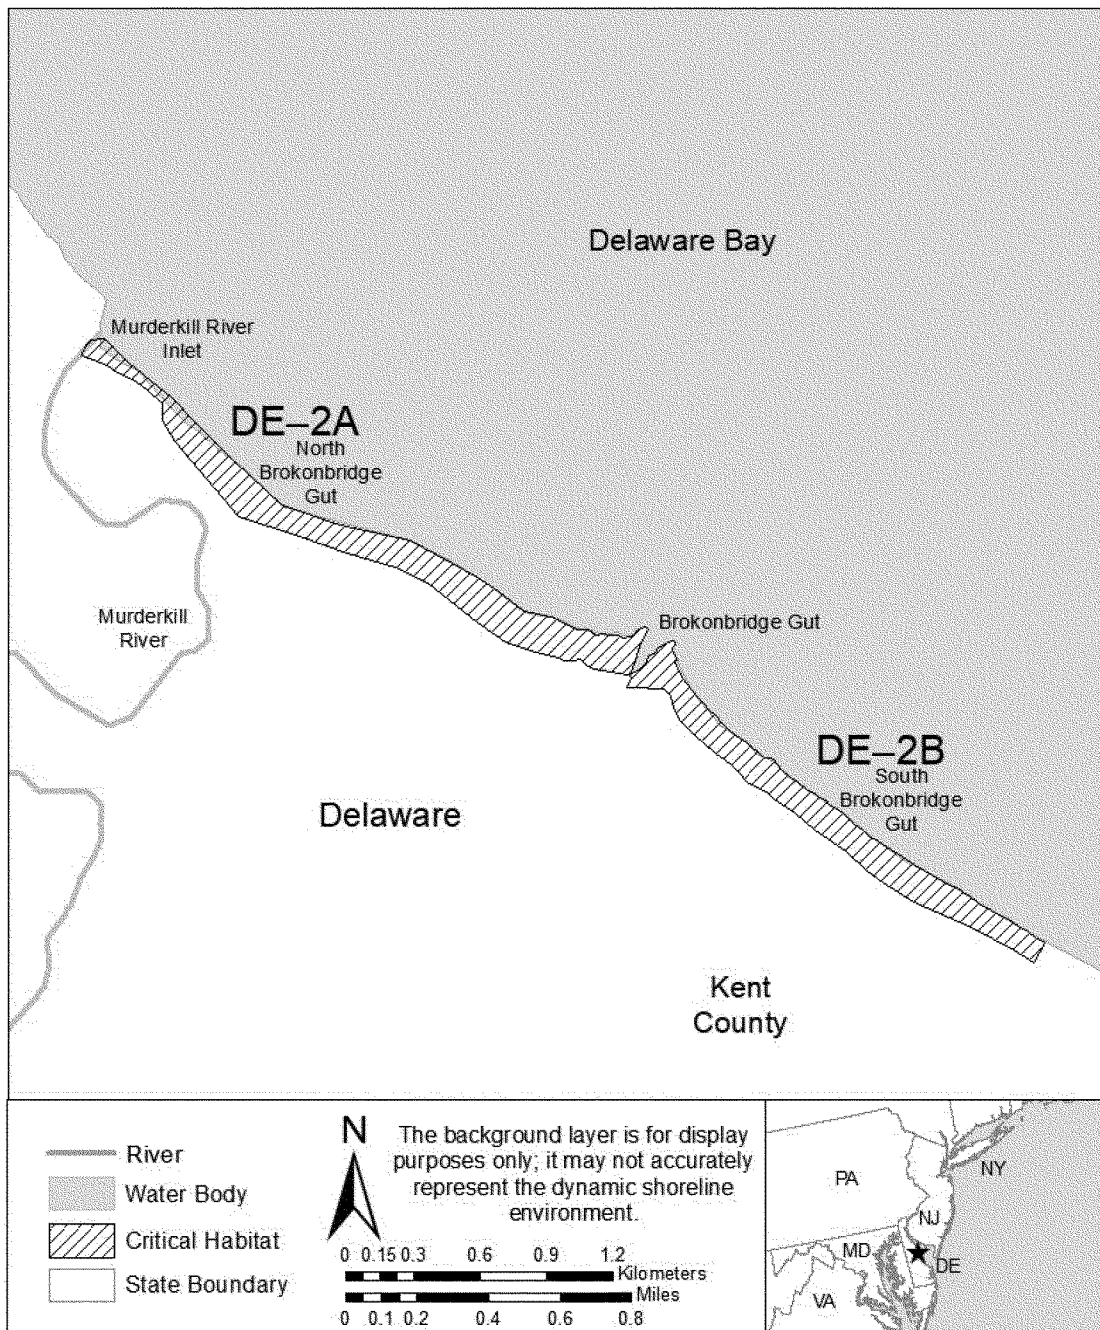 Delaware Bay
Murderkill River
Inlet
DE–2A
North
Brokonbridge
Gut
Murderkill
River
Brokonbridge Gut
DE–2B
South
Brokonbridge
Gut
Delaware
Kent
County
River
Water Body
Critical Habitat
State Boundary
N
The background layer is for display
purposes only; it may not accurately
represent the dynamic shoreline
environment.
0 0.15 0.3 0.6 0.9 1.2
Kilometers
Miles
0 0.1 0.2 0.4 0.6 0.8
PA
NY
NJ
MD
DE
VA